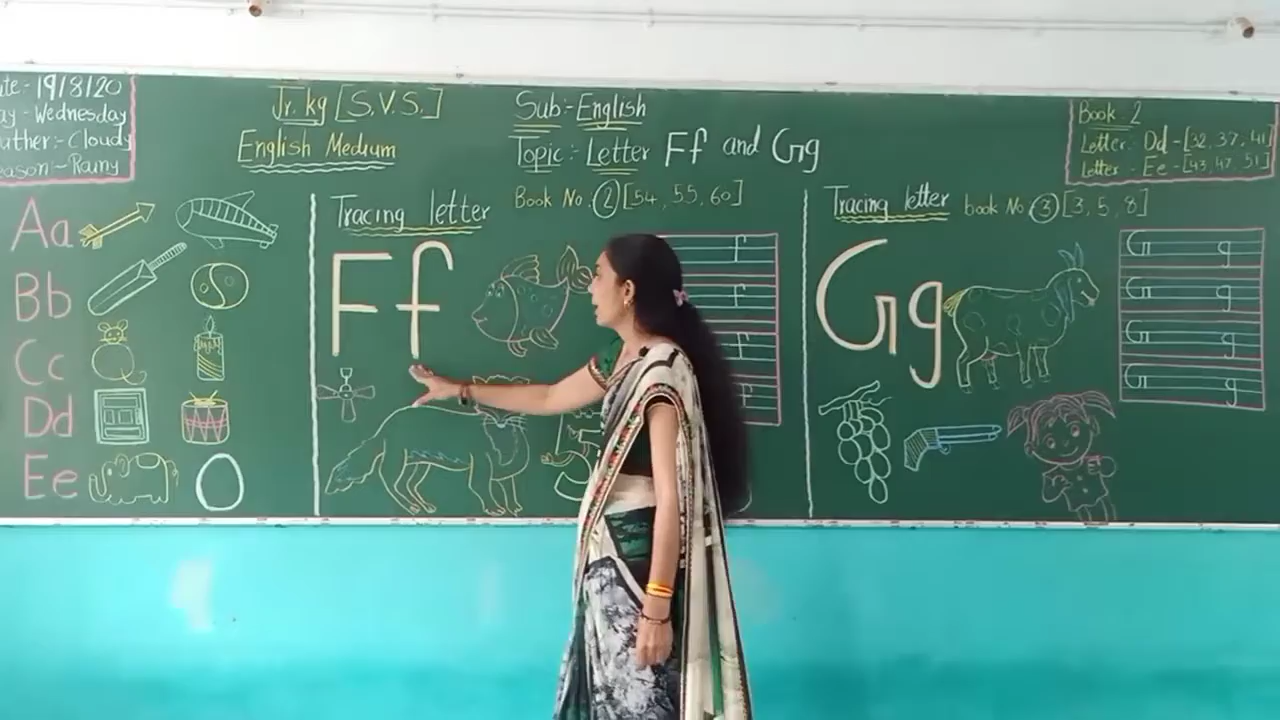 ate - 19/8/20
ay - Wednesday
ather:- Cloudy
eason:- Rainy
Jr. kg [S.V.S.]
English Medium
Sub:- English
Topic:- Letter Ff and Gg
Book 2
Letter: Dd - [32, 37, 41]
Letter - Ee - [43, 47, 51]
Aa
Bb
Cc
Dd
Ee
Tracing letter
Book No. 2 [54, 55, 60]
Ff
f
f
f
f
Tracing letter book No 3 [3, 5, 8]
Gg
G g
G g
G g
G g